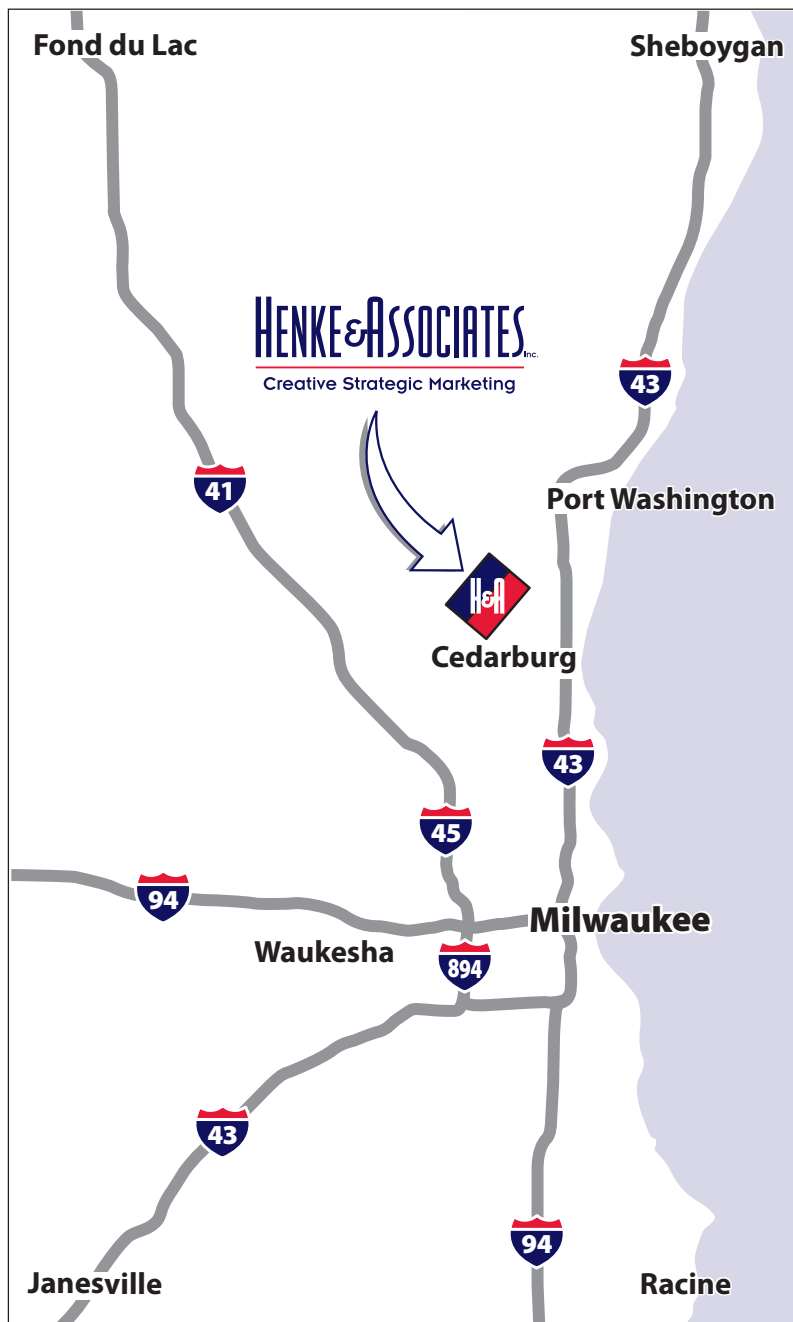 Fond du Lac
Sheboygan
HENKE&ASSOCIATES Inc.
Creative Strategic Marketing
43
41
Port Washington
H&A
Cedarburg
43
45
94
Milwaukee
Waukesha
894
43
94
Janesville
Racine